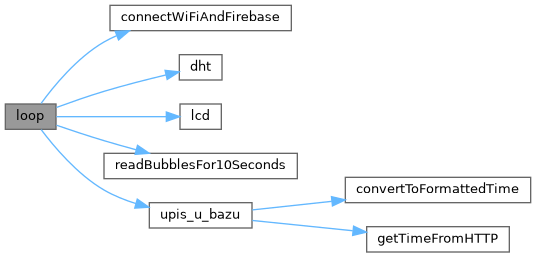 connectWiFiAndFirebase
dht
loop
lcd
readBubblesFor10Seconds
convertToFormattedTime
upis_u_bazu
getTimeFromHTTP